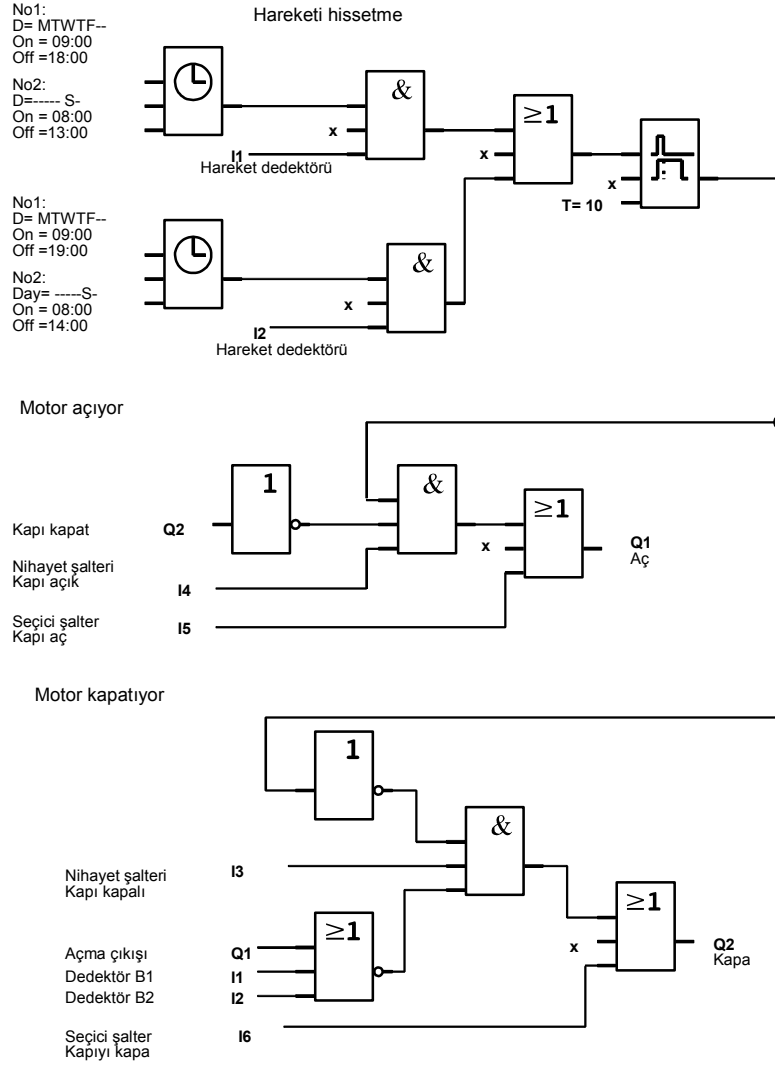 No1:
D= MTWTF--
On = 09:00
Off =18:00
No2:
D=----- S-
On = 08:00
Off =13:00
Hareketi hissetme
&
x
I1
Hareket dedektörü
≥1
x
x
T= 10
No1:
D= MTWTF--
On = 09:00
Off =19:00
No2:
Day= -----S-
On = 08:00
Off =14:00
&
x
I2
Hareket dedektörü
Motor açıyor
1
&
≥1
Kapı kapat
Q2
x
Q1
Aç
Nihayet şalteri
Kapı açık
I4
Seçici şalter
Kapı aç
I5
Motor kapatıyor
1
&
Nihayet şalteri
Kapı kapalı
I3
≥1
≥1
Açma çıkışı
Q1
x
Q2
Kapa
Dedektör B1
I1
Dedektör B2
I2
Seçici şalter
Kapıyı kapa
I6